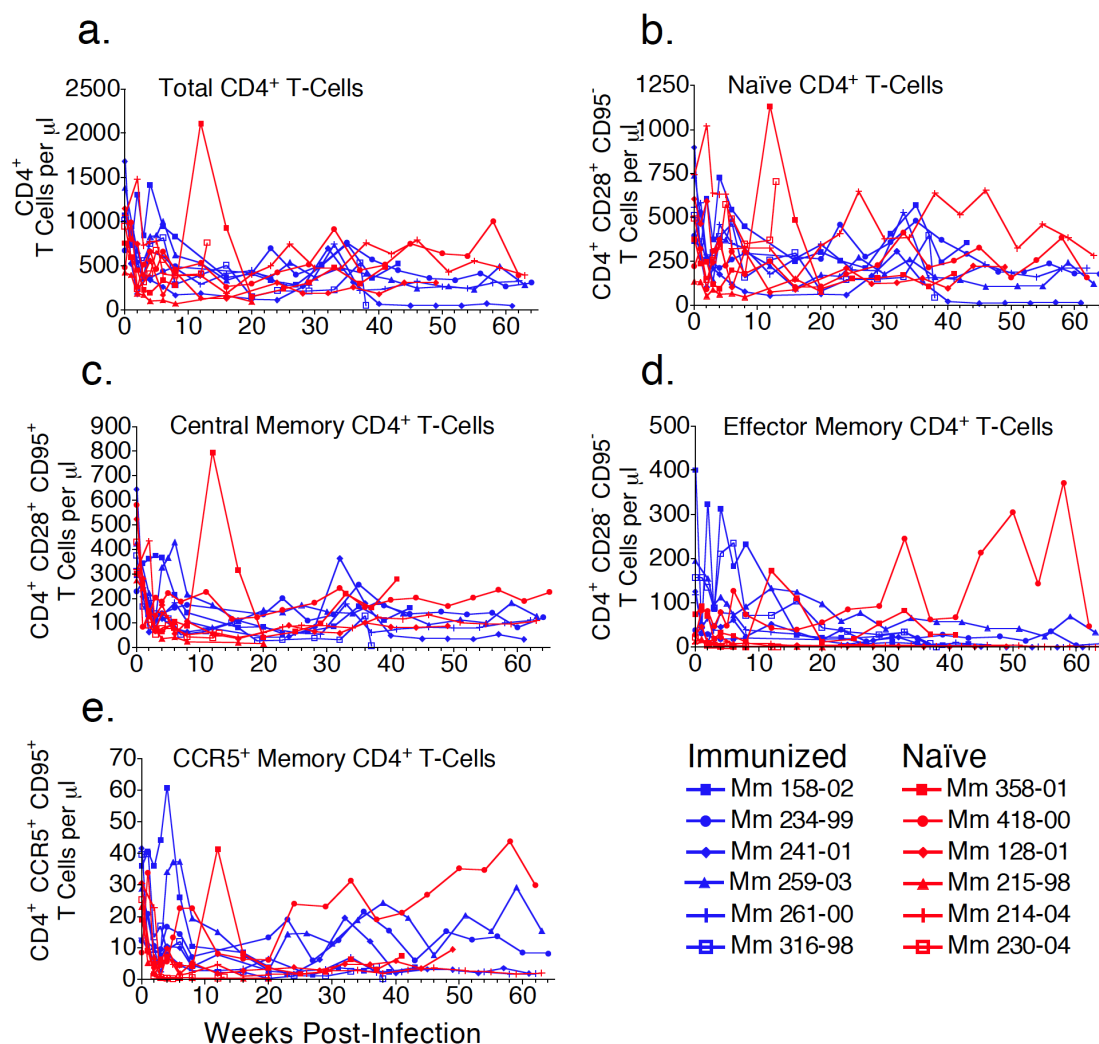 a.
Total CD4⁺ T-Cells
CD4⁺
T Cells per µl
2500
2000
1500
1000
500
0
0 10 20 30 40 50 60
b.
Naïve CD4⁺ T-Cells
CD4⁺ CD28⁺ CD95⁻
T Cells per µl
1250
1000
750
500
250
0
0 10 20 30 40 50 60
c.
Central Memory CD4⁺ T-Cells
CD4⁺ CD28⁺ CD95⁺
T Cells per µl
900
800
700
600
500
400
300
200
100
0
0 10 20 30 40 50 60
d.
Effector Memory CD4⁺ T-Cells
CD4⁺ CD28⁻ CD95⁻
T Cells per µl
500
400
300
200
100
0
0 10 20 30 40 50 60
e.
CCR5⁺ Memory CD4⁺ T-Cells
CD4⁺ CCR5⁺ CD95⁺
T Cells per µl
70
60
50
40
30
20
10
0
0 10 20 30 40 50 60
Weeks Post-Infection
Immunized
Mm 158-02
Mm 234-99
Mm 241-01
Mm 259-03
Mm 261-00
Mm 316-98
Naïve
Mm 358-01
Mm 418-00
Mm 128-01
Mm 215-98
Mm 214-04
Mm 230-04